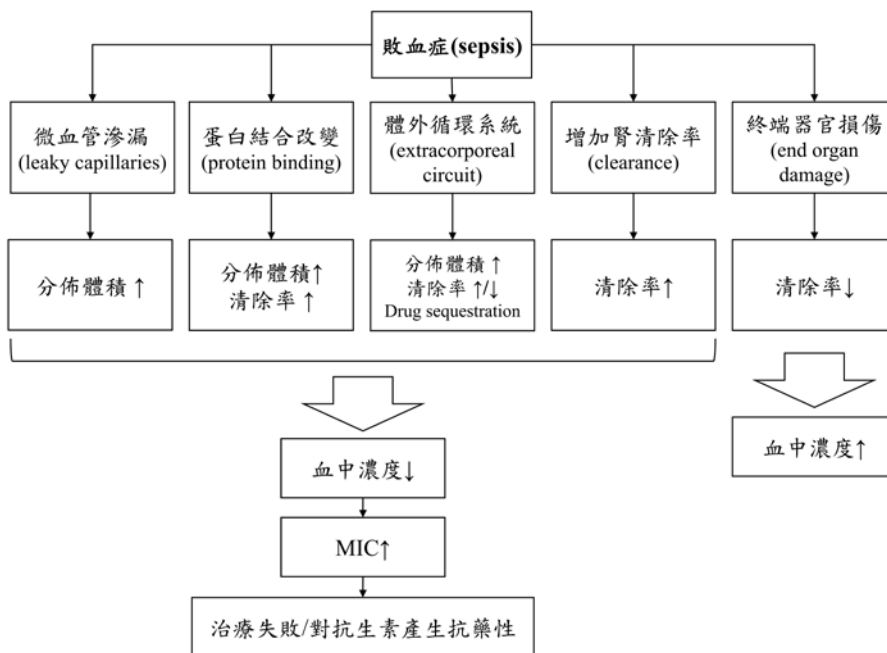 敗血症(sepsis)
微血管滲漏
(leaky capillaries)
蛋白結合改變
(protein binding)
體外循環系統
(extracorporeal
circuit)
增加腎清除率
(clearance)
終端器官損傷
(end organ
damage)
分佈體積↑
分佈體積↑
清除率↑
分佈體積↑
清除率↑/↓
Drug sequestration
清除率↑
清除率↓
血中濃度↓
血中濃度↑
MIC↑
治療失敗/對抗生素產生抗藥性